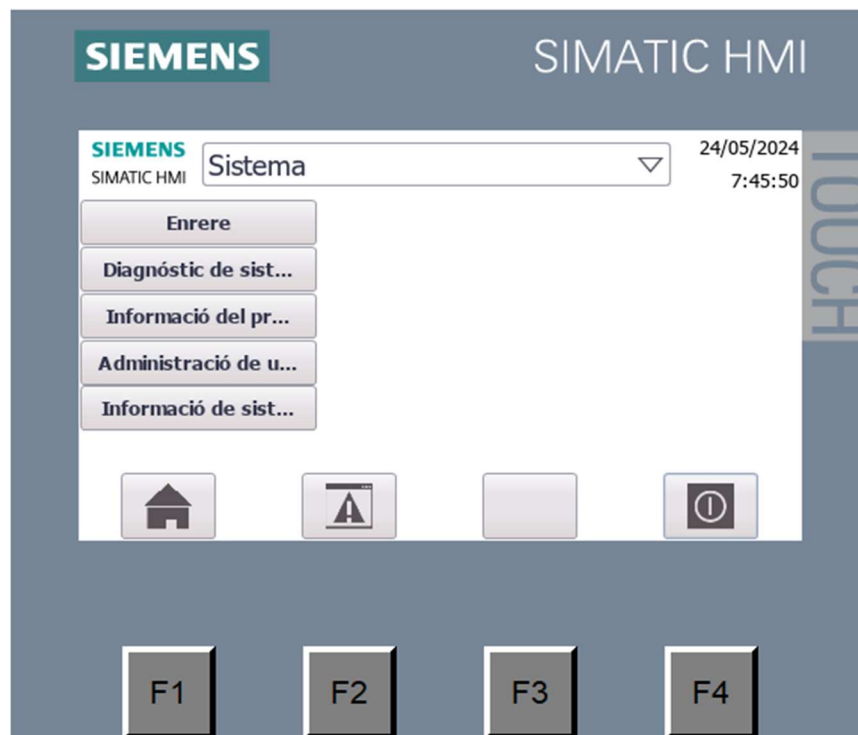 SIEMENS
SIMATIC HMI
SIEMENS
SIMATIC HMI
Sistema
24/05/2024
7:45:50
TOUCH
Enrere
Diagnóstic de sist...
Informació del pr...
Administració de u...
Informació de sist...
F1
F2
F3
F4